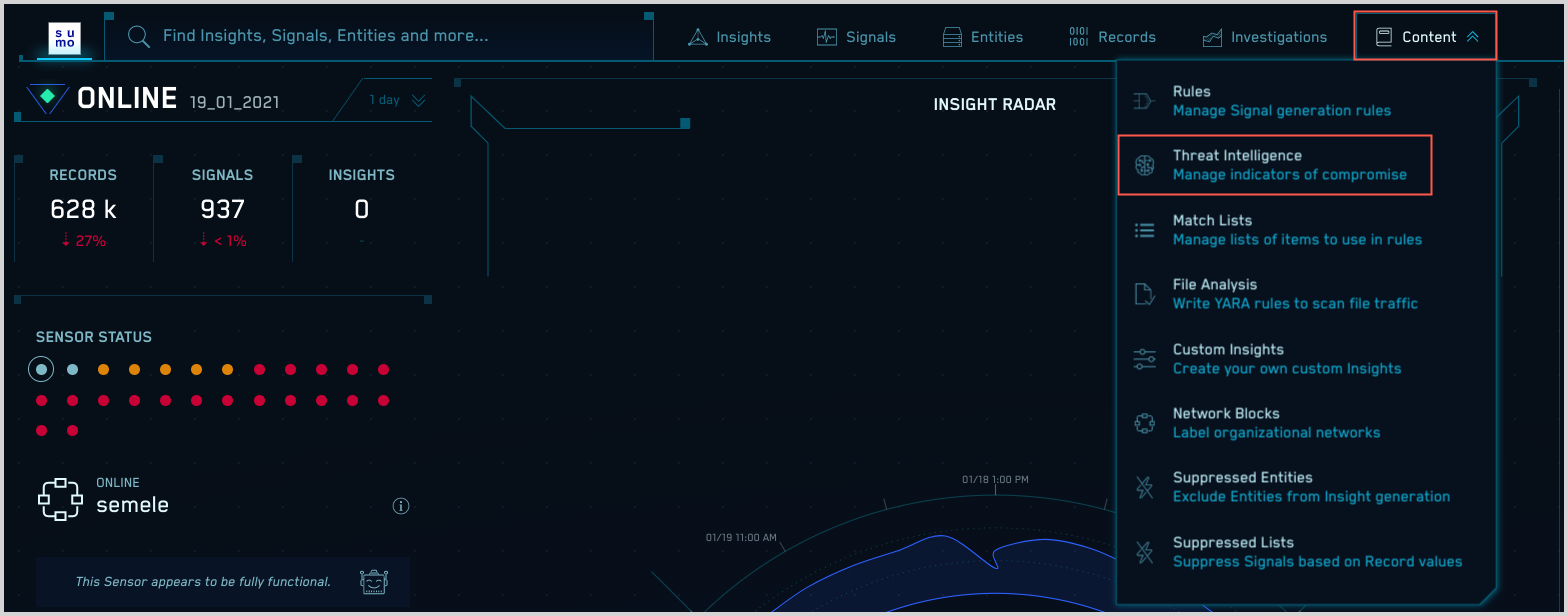 su
mo
Find Insights, Signals, Entities and more...
Insights
Signals
Entities
0101
1001
Records
Investigations
Content
ONLINE 19_01_2021
1 day
INSIGHT RADAR
RECORDS
628 k
27%
SIGNALS
937
< 1%
INSIGHTS
0
-
SENSOR STATUS
ONLINE
semele
This Sensor appears to be fully functional.
01/18 1:00 PM
01/19 11:00 AM
Rules
Manage Signal generation rules
Threat Intelligence
Manage indicators of compromise
Match Lists
Manage lists of items to use in rules
File Analysis
Write YARA rules to scan file traffic
Custom Insights
Create your own custom Insights
Network Blocks
Label organizational networks
Suppressed Entities
Exclude Entities from Insight generation
Suppressed Lists
Suppress Signals based on Record values